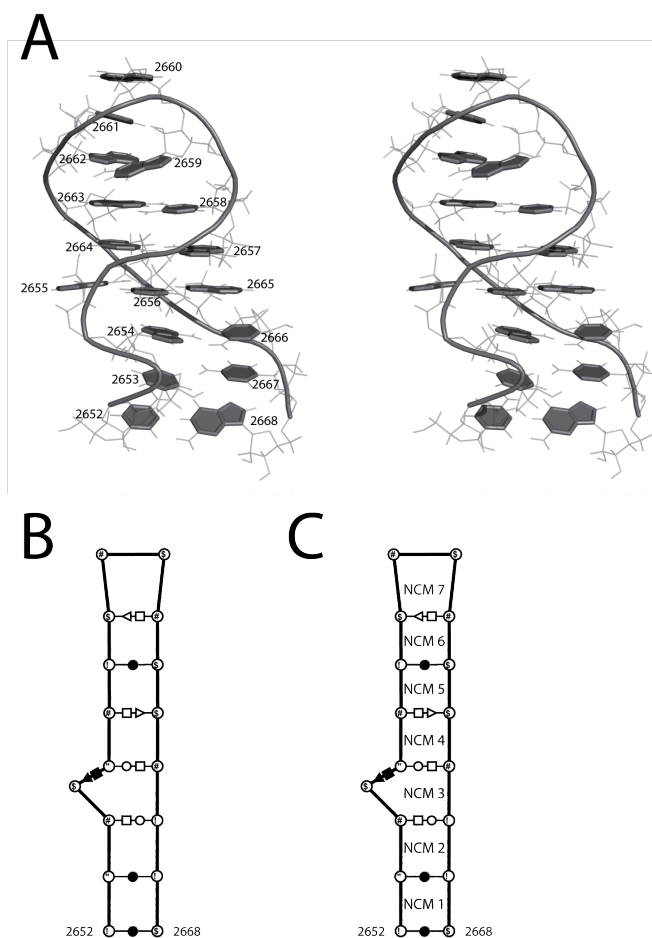 A
2660
2661
2662 2659
2663 2658
2664 2657
2655 2665
2656
2654 2666
2653 2667
2652 2668
B C
# $ # $
NCM 7
$ # $ #
NCM 6
! $ ! $
NCM 5
# $ # $
NCM 4
" # " #
$ $ NCM 3
# ! # !
NCM 2
" ! " !
NCM 1
2652 ! $ 2668 2652 ! $ 2668